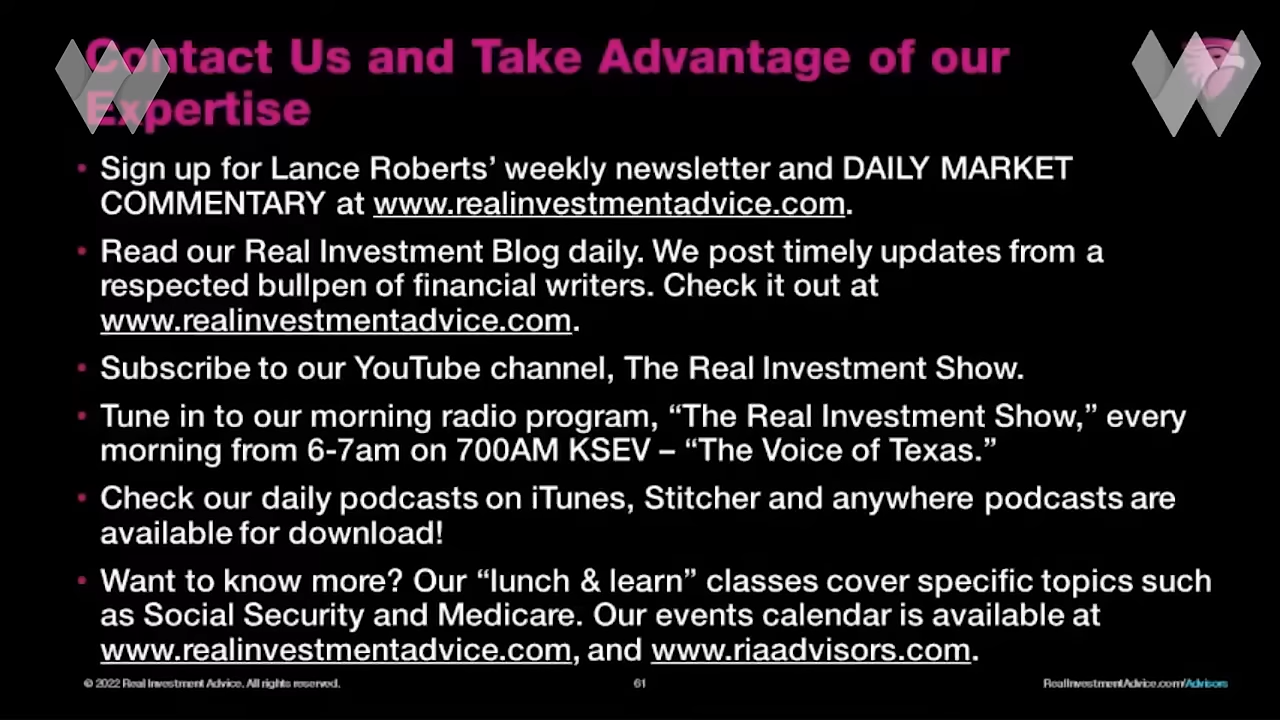 Contact Us and Take Advantage of our
Expertise
• Sign up for Lance Roberts’ weekly newsletter and DAILY MARKET
COMMENTARY at www.realinvestmentadvice.com.
• Read our Real Investment Blog daily. We post timely updates from a
respected bullpen of financial writers. Check it out at
www.realinvestmentadvice.com.
• Subscribe to our YouTube channel, The Real Investment Show.
• Tune in to our morning radio program, “The Real Investment Show,” every
morning from 6-7am on 700AM KSEV – “The Voice of Texas.”
• Check our daily podcasts on iTunes, Stitcher and anywhere podcasts are
available for download!
• Want to know more? Our “lunch & learn” classes cover specific topics such
as Social Security and Medicare. Our events calendar is available at
www.realinvestmentadvice.com, and www.riaadvisors.com.
© 2022 Real Investment Advice. All rights reserved.
61
RealInvestmentAdvice.com/Advisors